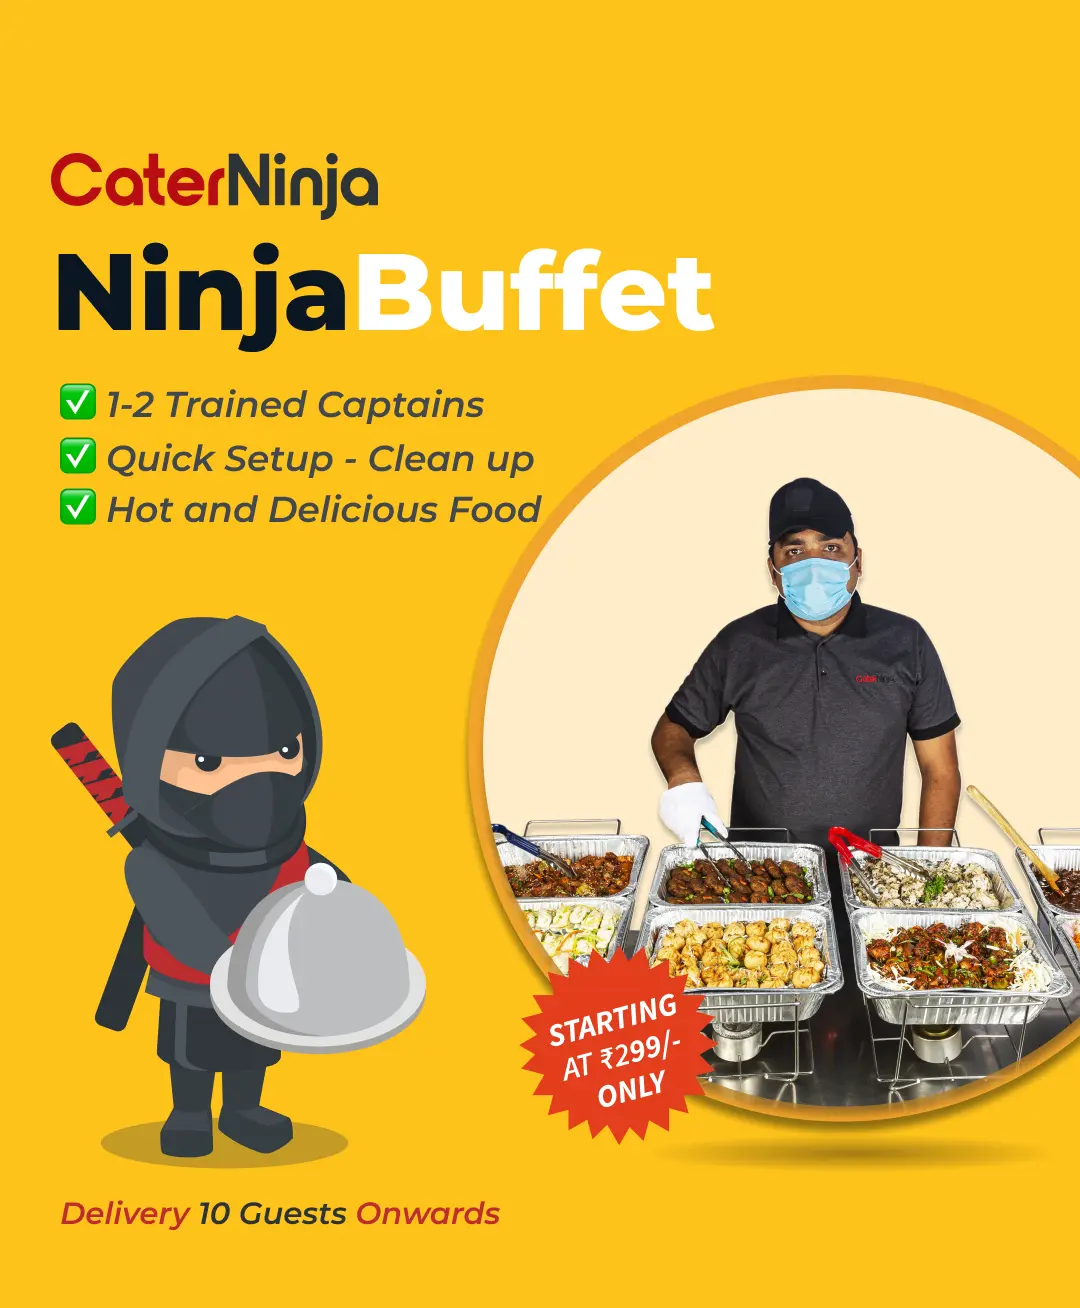 CaterNinja
NinjaBuffet
✅ 1-2 Trained Captains
✅ Quick Setup - Clean up
✅ Hot and Delicious Food
CaterNinja
STARTING
AT ₹299/-
ONLY
Delivery 10 Guests Onwards